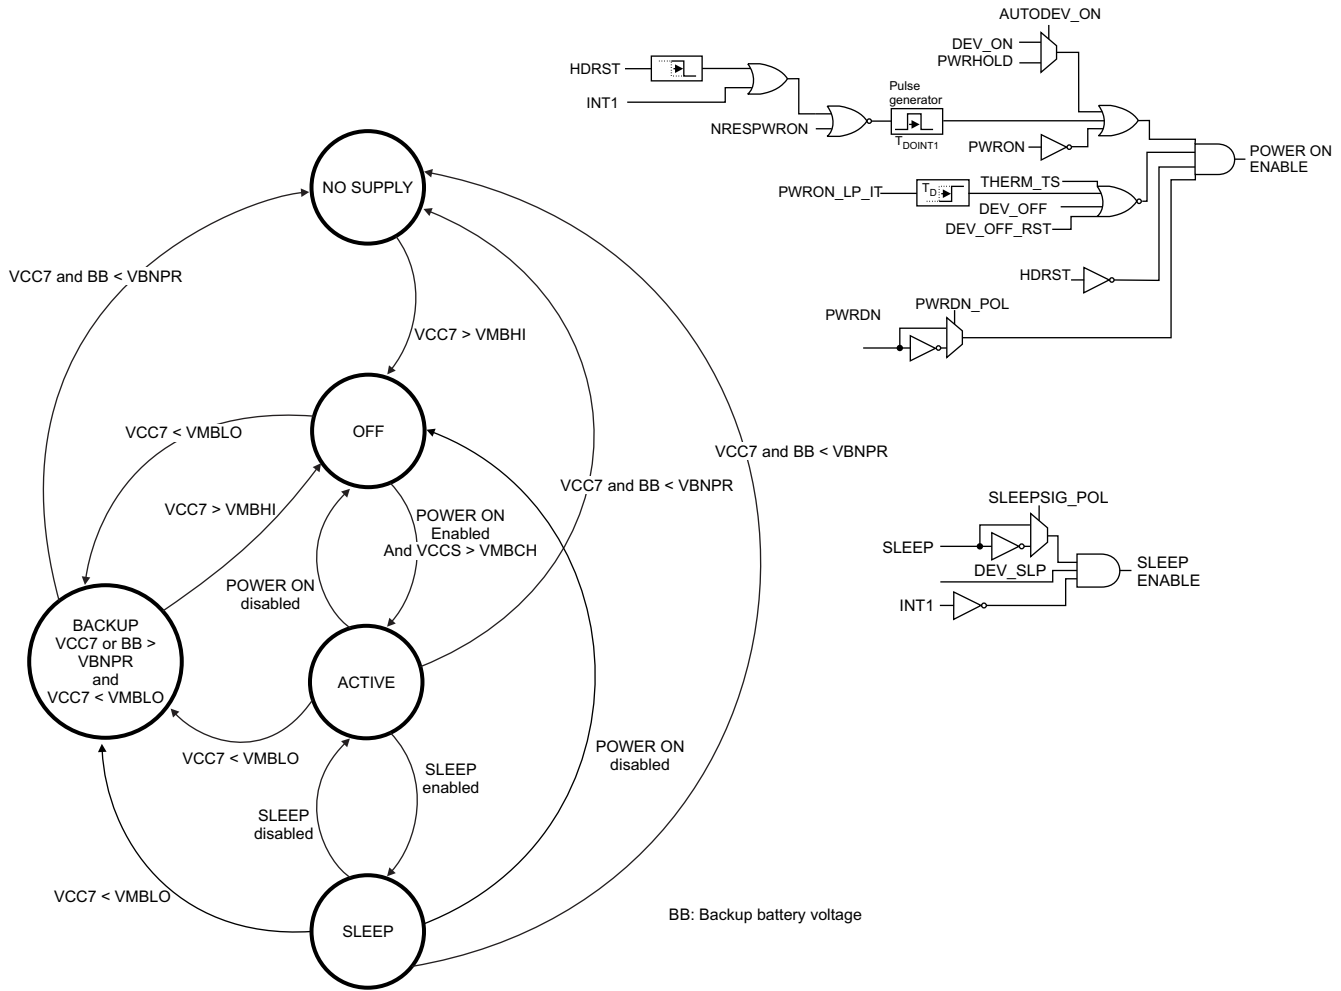 AUTODEV_ON
DEV_ON
PWRHOLD
HDRST
INT1
Pulse
generator
NRESPWRON
TDOINT1
PWRON
POWER ON
ENABLE
PWRON_LP_IT
TD
THERM_TS
DEV_OFF
DEV_OFF_RST
HDRST
PWRDN
PWRDN_POL
NO SUPPLY
VCC7 and BB < VBNPR
VCC7 > VMBHI
OFF
VCC7 < VMBLO
VCC7 and BB < VBNPR
VCC7 and BB < VBNPR
VCC7 > VMBHI
POWER ON
Enabled
And VCCS > VMBCH
POWER ON
disabled
SLEEPSIG_POL
SLEEP
DEV_SLP
INT1
SLEEP
ENABLE
BACKUP
VCC7 or BB >
VBNPR
and
VCC7 < VMBLO
ACTIVE
VCC7 < VMBLO
SLEEP
enabled
POWER ON
disabled
SLEEP
disabled
VCC7 < VMBLO
SLEEP
BB: Backup battery voltage